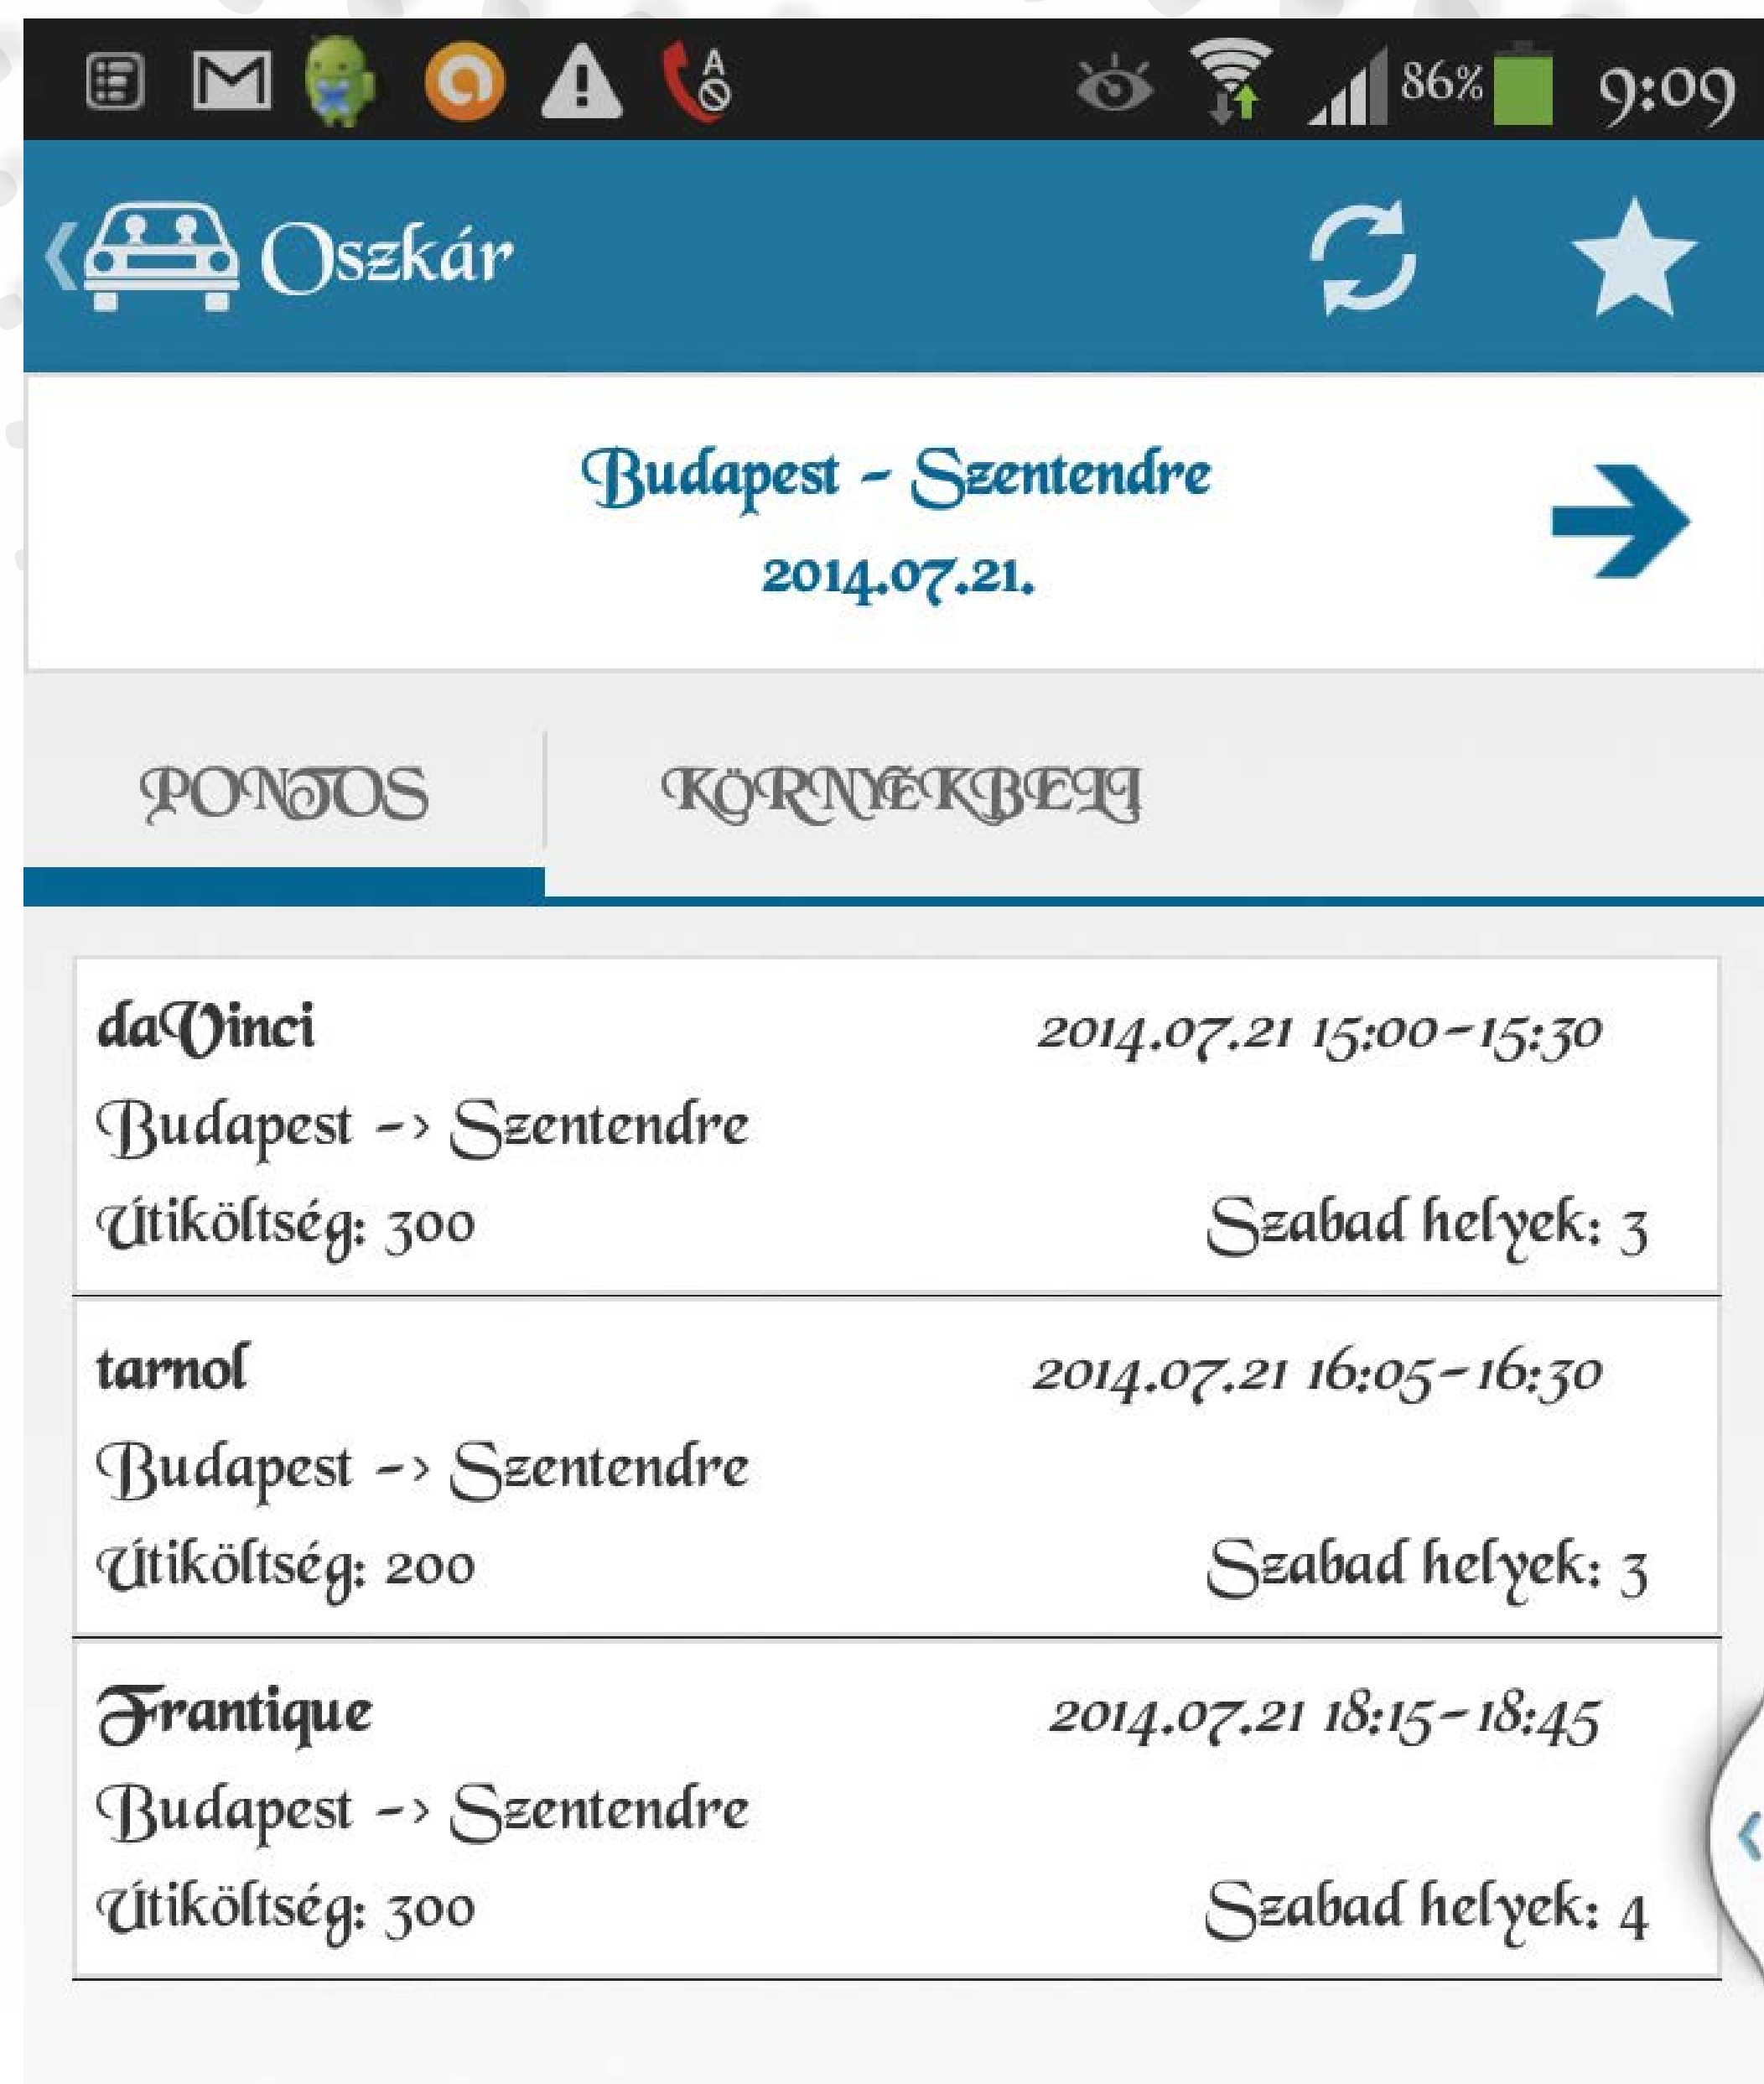 86% 9:09
Oszkár
Budapest - Szentendre
2014.07.21.
PONTOS KÖRNYÉKBELI
daVinci 2014.07.21 15:00-15:30
Budapest -> Szentendre
Útiköltség: 300 Szabad helyek: 3
tarnol 2014.07.21 16:05-16:30
Budapest -> Szentendre
Útiköltség: 200 Szabad helyek: 3
Frantique 2014.07.21 18:15-18:45
Budapest -> Szentendre
Útiköltség: 300 Szabad helyek: 4